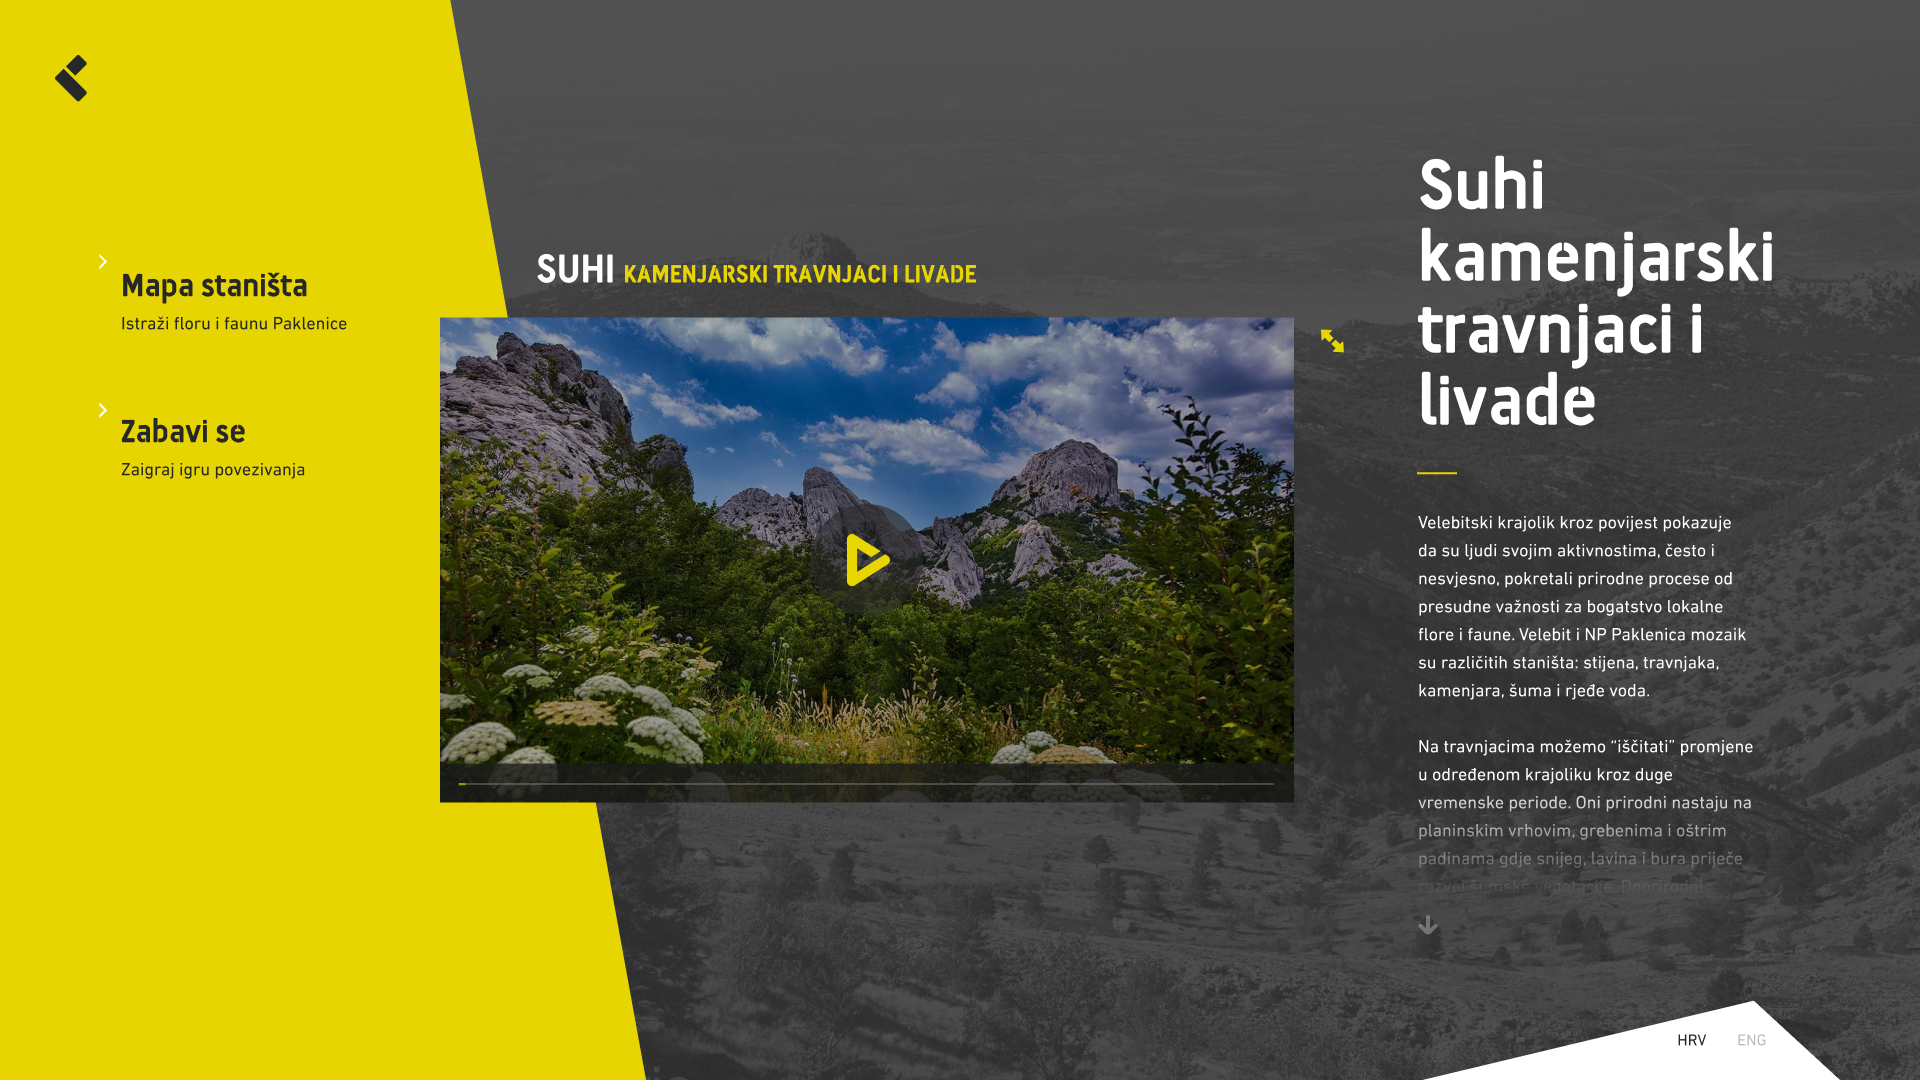 Mapa staništa
Istraži floru i faunu Paklenice
Zabavi se
Zaigraj igru povezivanja
SUHI KAMENJARSKI TRAVNJACI I LIVADE
Suhi
kamenjarski
travnjaci i
livade
Velebitski krajolik kroz povijest pokazuje
da su ljudi svojim aktivnostima, često i
nesvjesno, pokretali prirodne procese od
presudne važnosti za bogatstvo lokalne
flore i faune. Velebit i NP Paklenica mozaik
su različitih staništa: stijena, travnjaka,
kamenjara, šuma i rjeđe voda.
Na travnjacima možemo “iščitati” promjene
u određenom krajoliku kroz duge
vremenske periode. Oni prirodni nastaju na
planinskim vrhovim, grebenima i oštrim
padinama gdje snijeg, lavina i bura priječe
razvoj šumske vegetacije. Doprirodni
HRV ENG